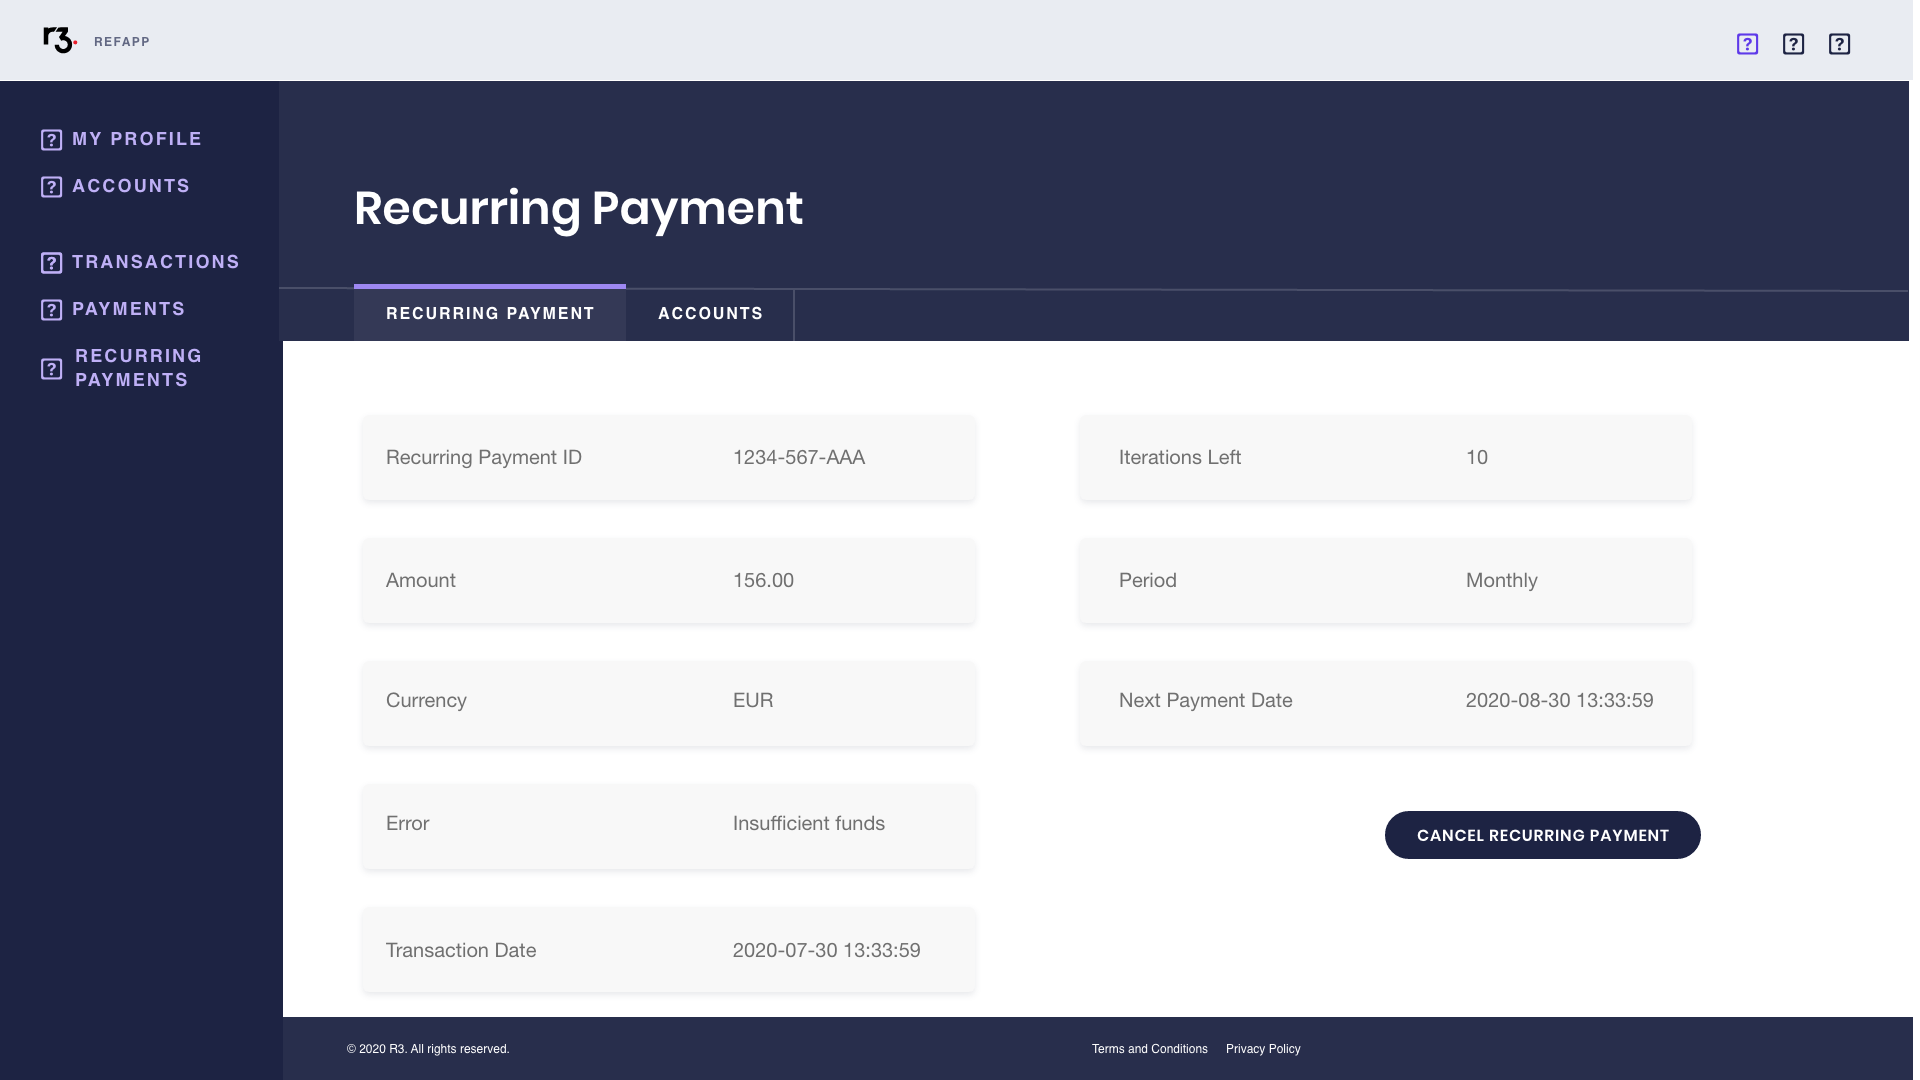 r3.
REFAPP
MY PROFILE
ACCOUNTS
TRANSACTIONS
PAYMENTS
RECURRING
PAYMENTS
Recurring Payment
RECURRING PAYMENT
ACCOUNTS
Recurring Payment ID 1234-567-AAA
Iterations Left 10
Amount 156.00
Period Monthly
Currency EUR
Next Payment Date 2020-08-30 13:33:59
Error Insufficient funds
CANCEL RECURRING PAYMENT
Transaction Date 2020-07-30 13:33:59
© 2020 R3. All rights reserved.
Terms and Conditions Privacy Policy